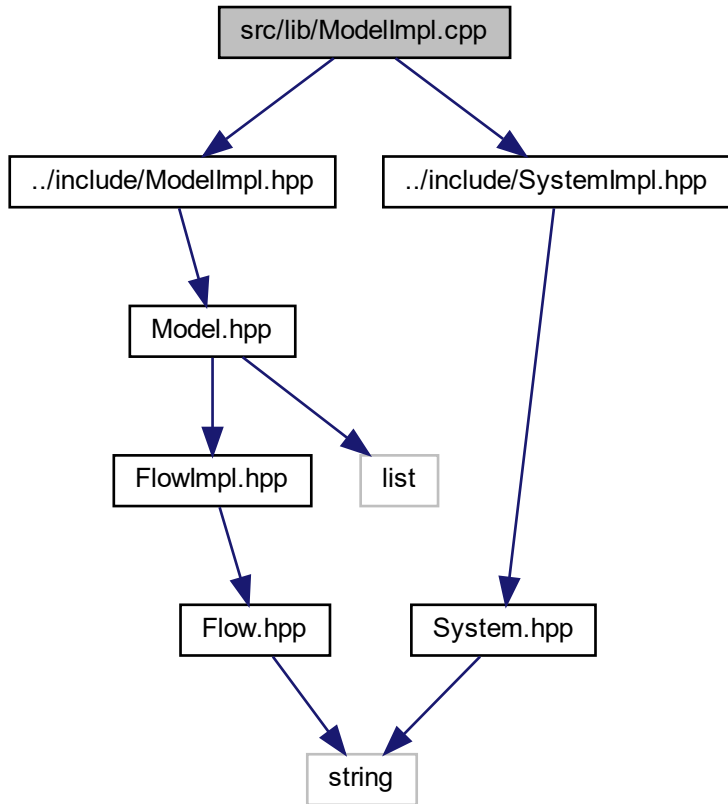 src/lib/ModelImpl.cpp
../include/ModelImpl.hpp
../include/SystemImpl.hpp
Model.hpp
FlowImpl.hpp
list
Flow.hpp
System.hpp
string